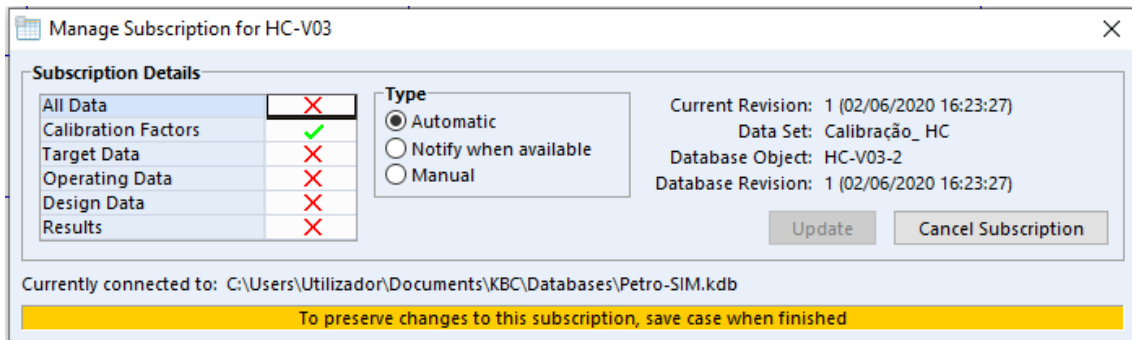 Manage Subscription for HC-V03
Subscription Details
All Data
Calibration Factors
Target Data
Operating Data
Design Data
Results
Type
Automatic
Notify when available
Manual
Current Revision: 1 (02/06/2020 16:23:27)
Data Set: Calibração_ HC
Database Object: HC-V03-2
Database Revision: 1 (02/06/2020 16:23:27)
Update
Cancel Subscription
Currently connected to: C:\Users\Utilizador\Documents\KBC\Databases\Petro-SIM.kdb
To preserve changes to this subscription, save case when finished